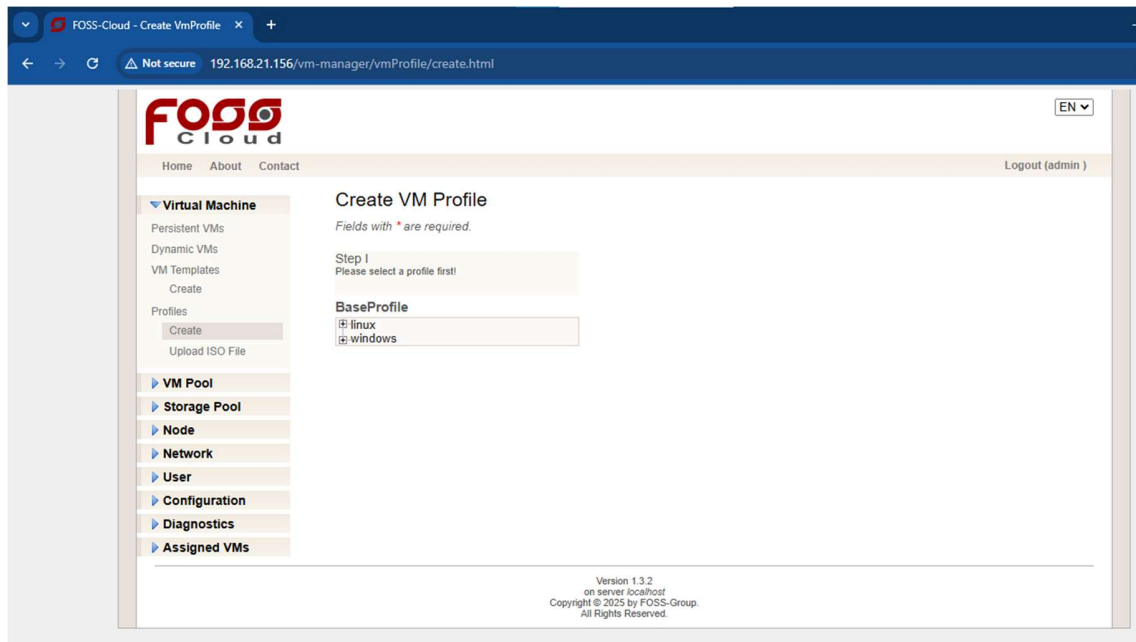 FOSS-Cloud - Create VmProfile
Not secure 192.168.21.156/vm-manager/vmProfile/create.html
FOSS
Cloud
EN
Home About Contact
Logout (admin )
Virtual Machine
Persistent VMs
Dynamic VMs
VM Templates
Create
Profiles
Create
Upload ISO File
VM Pool
Storage Pool
Node
Network
User
Configuration
Diagnostics
Assigned VMs
Create VM Profile
Fields with * are required.
Step I
Please select a profile first!
BaseProfile
linux
windows
Version 1.3.2
on server localhost
Copyright © 2025 by FOSS-Group.
All Rights Reserved.